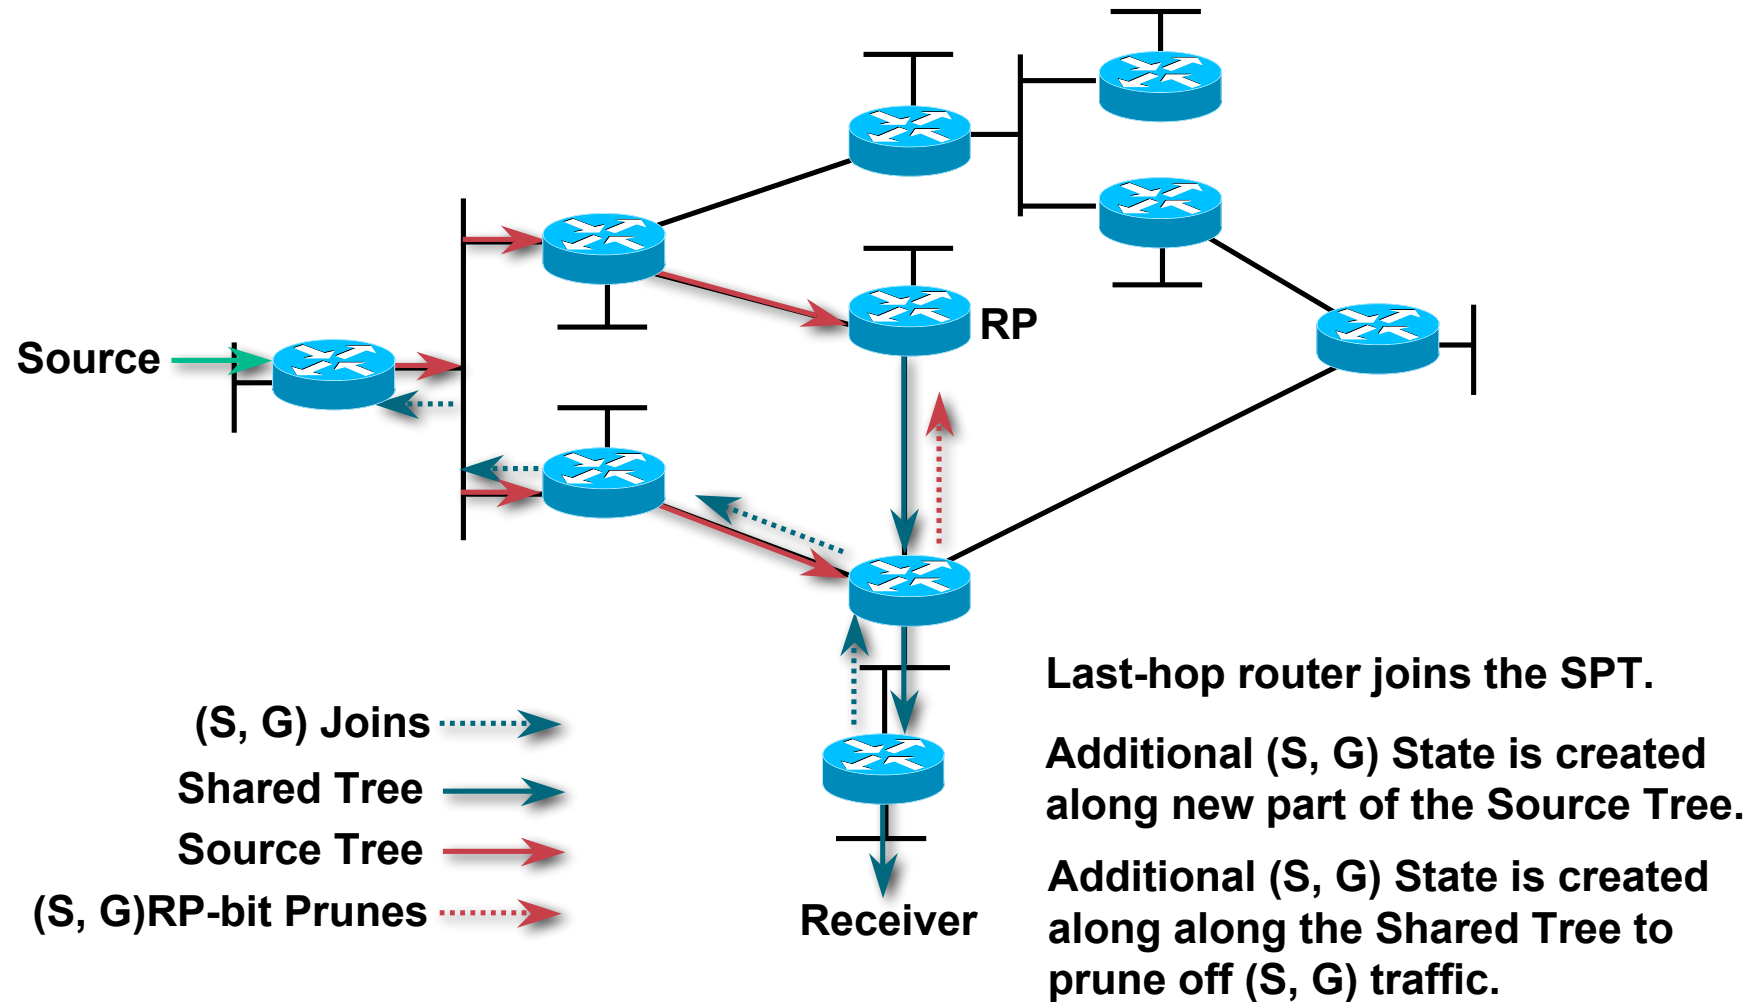 RP
Source
Last-hop router joins the SPT.
(S, G) Joins
Shared Tree
Source Tree
(S, G)RP-bit Prunes
Receiver
Additional (S, G) State is created
along new part of the Source Tree.
Additional (S, G) State is created
along along the Shared Tree to
prune off (S, G) traffic.